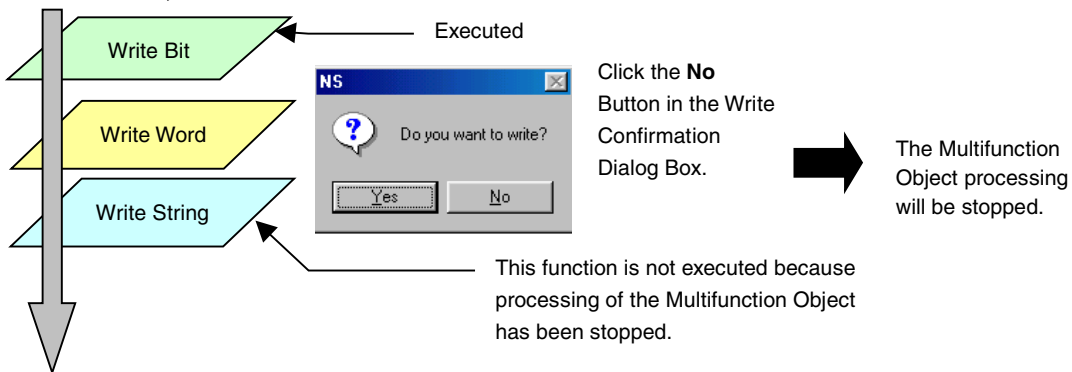 Executed
Write Bit
NS
Click the No
Button in the Write
Confirmation
Dialog Box.
Write Word
Do you want to write?
The Multifunction
Object processing
will be stopped.
Yes
No
Write String
This function is not executed because
processing of the Multifunction Object
has been stopped.